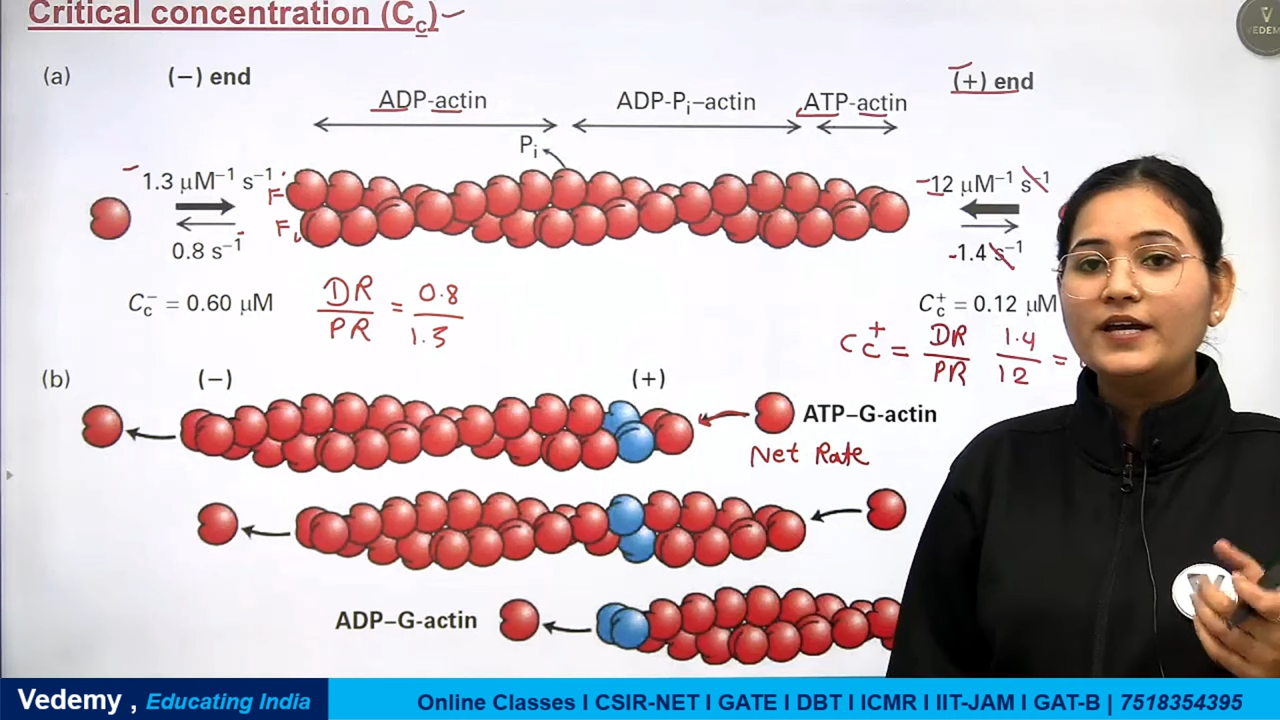 Critical concentration (Cc)
VEDEM
(a)
(−) end
(+) end
ADP-actin
ADP-Pi–actin
ATP-actin
Pi
1.3 μM⁻¹ s⁻¹
F
12 μM⁻¹ s⁻¹
0.8 s⁻¹
F
1.4 s⁻¹
Cc⁻ = 0.60 μM
DR/PR = 0.8/1.3
Cc⁺ = 0.12 μM
Cc⁺ = DR/PR 1.4/12 =
(b)
(−)
(+)
ATP–G-actin
Net Rate
ADP–G-actin
Vedemy , Educating India
Online Classes I CSIR-NET I GATE I DBT I ICMR I IIT-JAM I GAT-B | 7518354395